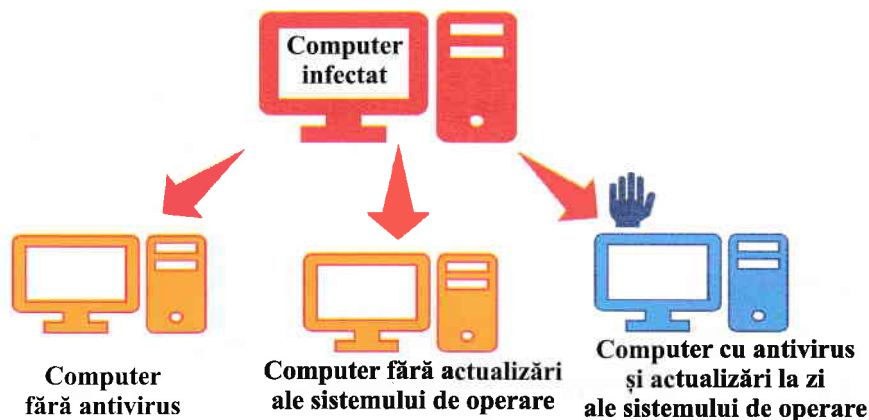 Computer
infectat
Computer
fără antivirus
Computer fără actualizări
ale sistemului de operare
Computer cu antivirus
și actualizări la zi
ale sistemului de operare